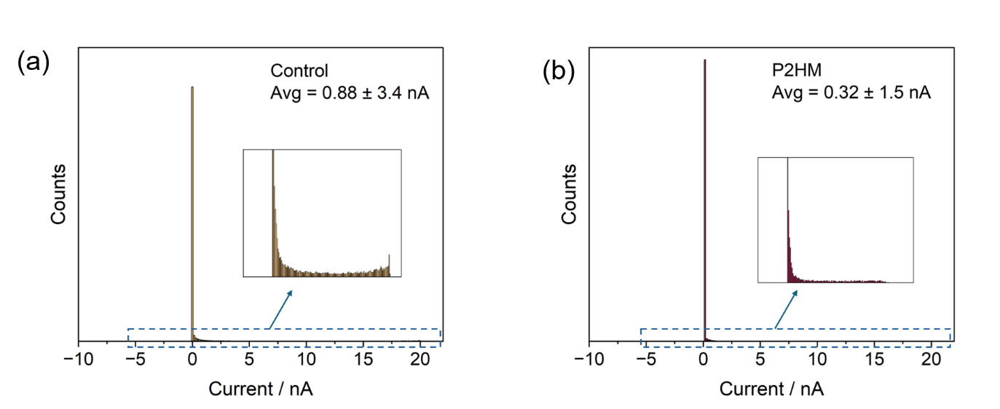 (a)
Control
Avg = 0.88 ± 3.4 nA
Counts
−10 −5 0 5 10 15 20
Current / nA
(b)
P2HM
Avg = 0.32 ± 1.5 nA
Counts
−10 −5 0 5 10 15 20
Current / nA